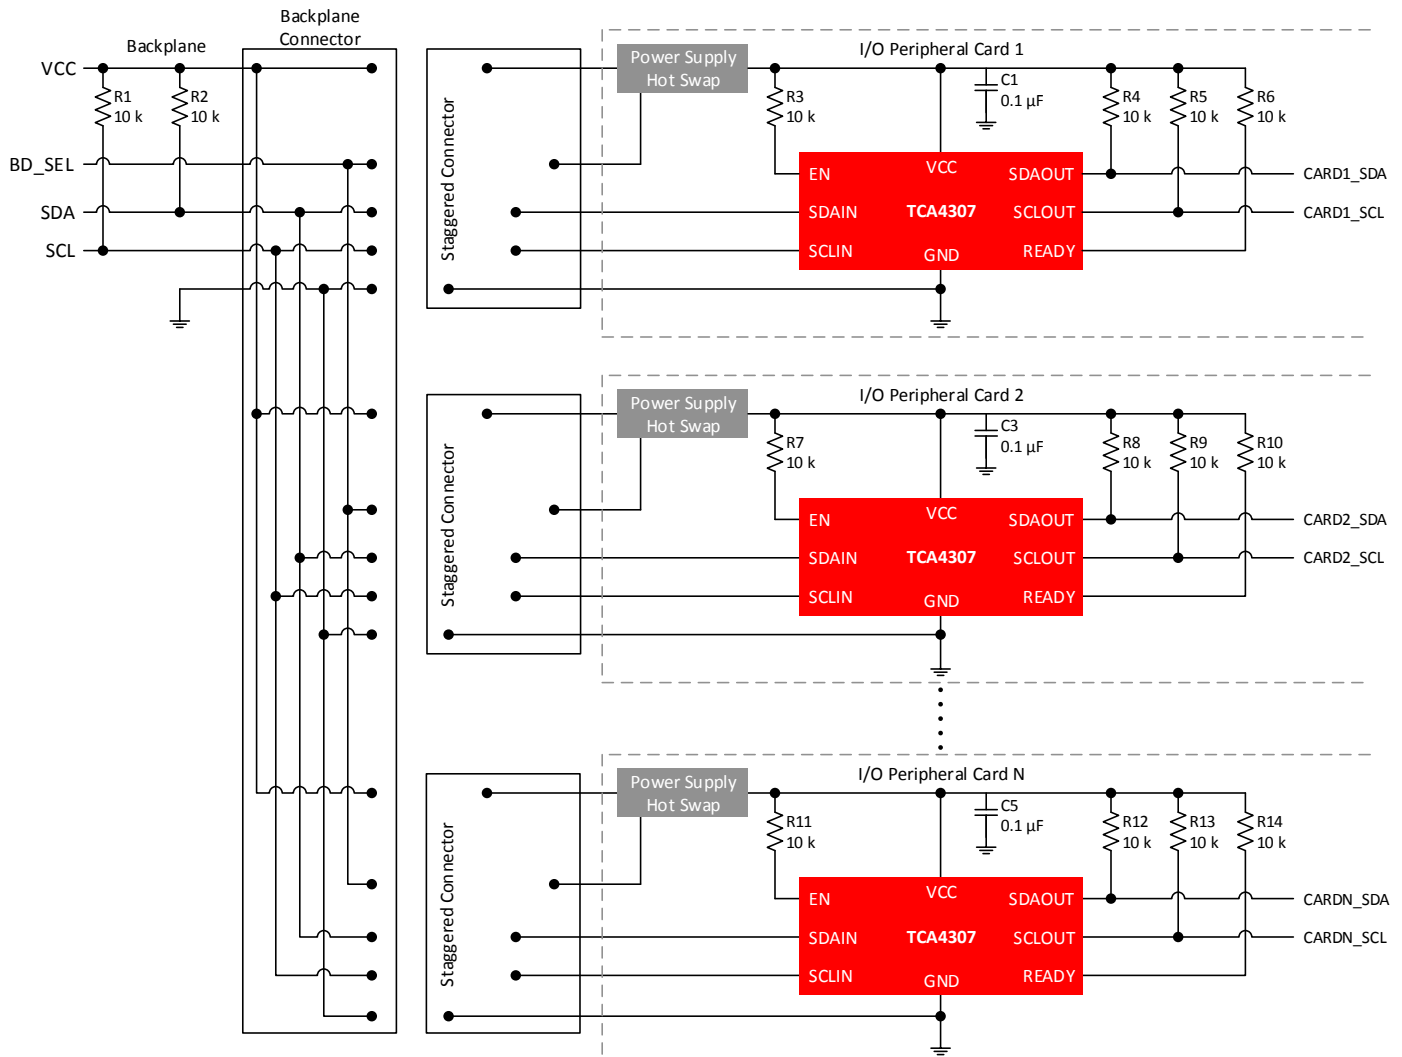 Backplane
Backplane
Connector
VCC
R1
10 k
R2
10 k
BD_SEL
SDA
SCL
Staggered Connector
Power Supply
Hot Swap
I/O Peripheral Card 1
R3
10 k
C1
0.1 µF
R4
10 k
R5
10 k
R6
10 k
EN
VCC
SDAOUT
CARD1_SDA
SDAIN
TCA4307
SCLOUT
CARD1_SCL
SCLIN
GND
READY
Staggered Connector
Power Supply
Hot Swap
I/O Peripheral Card 2
R7
10 k
C3
0.1 µF
R8
10 k
R9
10 k
R10
10 k
EN
VCC
SDAOUT
CARD2_SDA
SDAIN
TCA4307
SCLOUT
CARD2_SCL
SCLIN
GND
READY
Staggered Connector
Power Supply
Hot Swap
I/O Peripheral Card N
R11
10 k
C5
0.1 µF
R12
10 k
R13
10 k
R14
10 k
EN
VCC
SDAOUT
CARDN_SDA
SDAIN
TCA4307
SCLOUT
CARDN_SCL
SCLIN
GND
READY